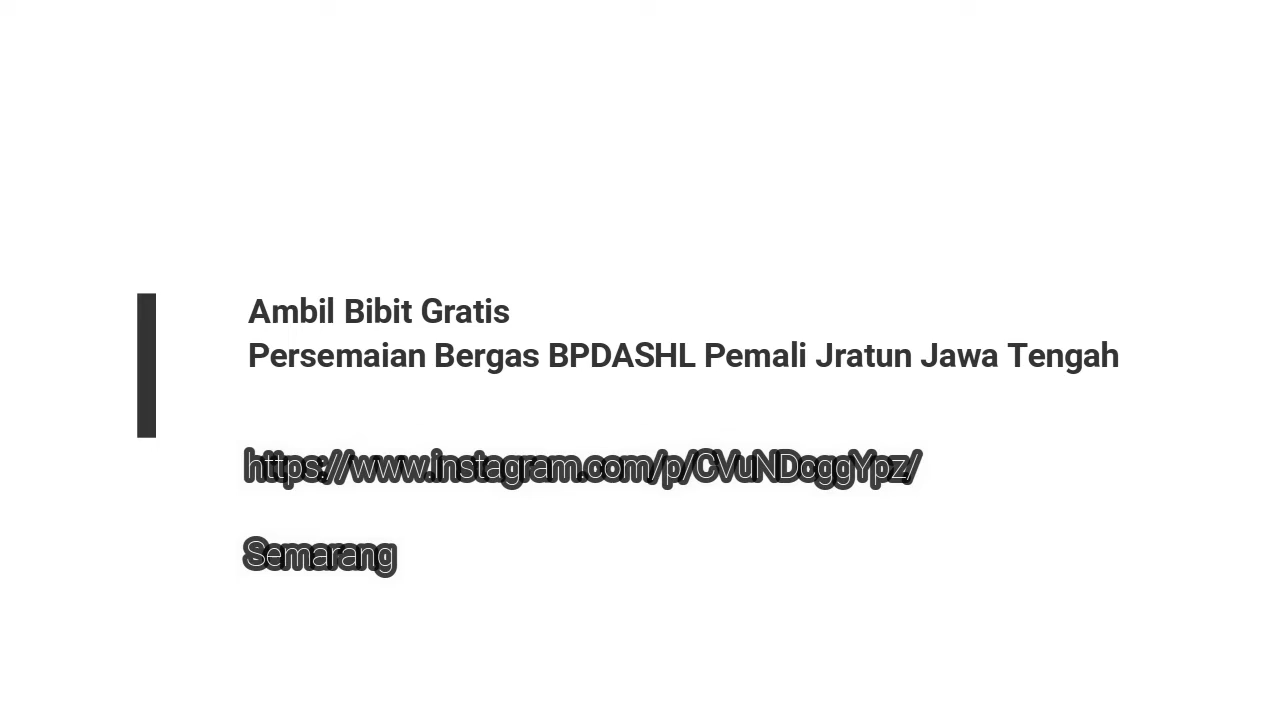 Ambil Bibit Gratis
Persemaian Bergas BPDASHL Pemali Jratun Jawa Tengah
https://www.instagram.com/p/CVuNDoggYpz/
Semarang